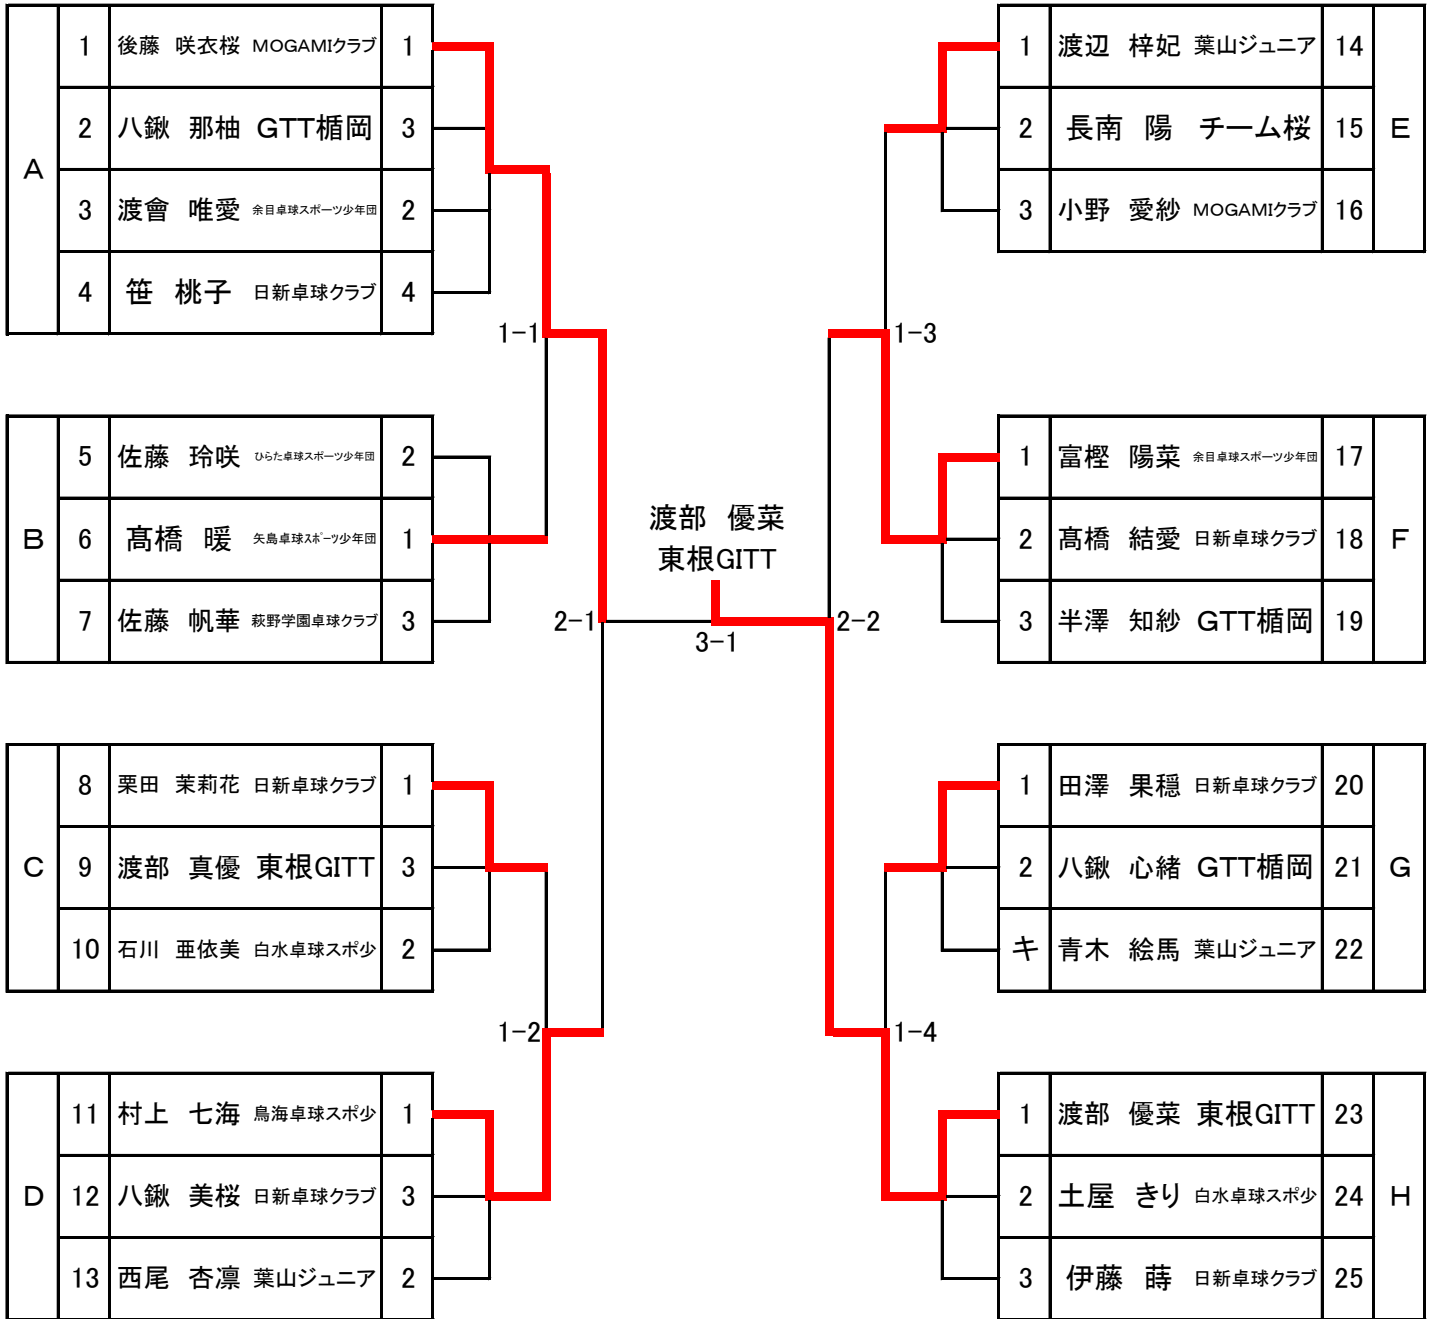 A
1 後藤 咲衣桜 MOGAMIクラブ 1
2 八鍬 那柚 GTT楯岡 3
3 渡會 唯愛 余目卓球スポーツ少年団 2
4 笹 桃子 日新卓球クラブ 4
B
5 佐藤 玲咲 ひらた卓球スポーツ少年団 2
6 髙橋 暖 矢島卓球スポーツ少年団 1
7 佐藤 帆華 萩野学園卓球クラブ 3
C
8 栗田 茉莉花 日新卓球クラブ 1
9 渡部 真優 東根GITT 3
10 石川 亜依美 白水卓球スポ少 2
D
11 村上 七海 鳥海卓球スポ少 1
12 八鍬 美桜 日新卓球クラブ 3
13 西尾 杏凛 葉山ジュニア 2
1-1
1-2
2-1
渡部 優菜
東根GITT
3-1
2-2
1-3
1-4
1 渡辺 梓妃 葉山ジュニア 14
2 長南 陽 チーム桜 15
3 小野 愛紗 MOGAMIクラブ 16
E
1 富樫 陽菜 余目卓球スポーツ少年団 17
2 髙橋 結愛 日新卓球クラブ 18
3 半澤 知紗 GTT楯岡 19
F
1 田澤 果穏 日新卓球クラブ 20
2 八鍬 心緒 GTT楯岡 21
キ 青木 絵馬 葉山ジュニア 22
G
1 渡部 優菜 東根GITT 23
2 土屋 きり 白水卓球スポ少 24
3 伊藤 蒔 日新卓球クラブ 25
H